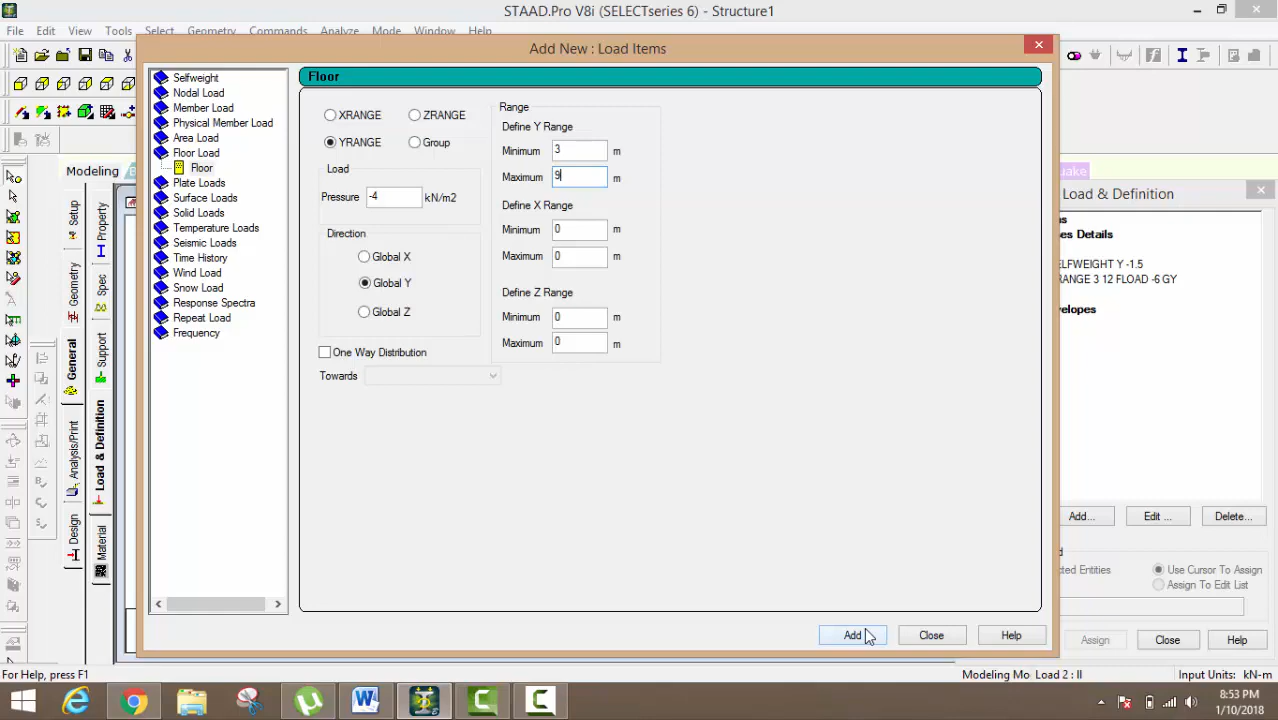 STAAD.Pro V8i (SELECTseries 6) - Structure1
File Edit View Tools Select Geometry Commands Analyze Mode Window Help
Add New : Load Items
Selfweight
Nodal Load
Member Load
Physical Member Load
Area Load
Floor Load
Floor
Plate Loads
Surface Loads
Solid Loads
Temperature Loads
Seismic Loads
Time History
Wind Load
Snow Load
Response Spectra
Repeat Load
Frequency
Floor
XRANGE ZRANGE
YRANGE Group
Load
Pressure -4 kN/m2
Direction
Global X
Global Y
Global Z
One Way Distribution
Towards
Range
Define Y Range
Minimum 3 m
Maximum 9 m
Define X Range
Minimum 0 m
Maximum 0 m
Define Z Range
Minimum 0 m
Maximum 0 m
Add Close Help
Modeling
Setup
Geometry
General
Analysis/Print
Design
Property
Spec
Support
Load & Definition
Material
uake
Load & Definition
ns
ses Details
ELFWEIGHT Y -1.5
RANGE 3 12 FLOAD -6 GY
velopes
Add... Edit ... Delete...
cted Entities
Use Cursor To Assign
Assign To Edit List
Assign Close Help
For Help, press F1
Modeling Mo Load 2 : ll Input Units: kN-m
8:53 PM
1/10/2018